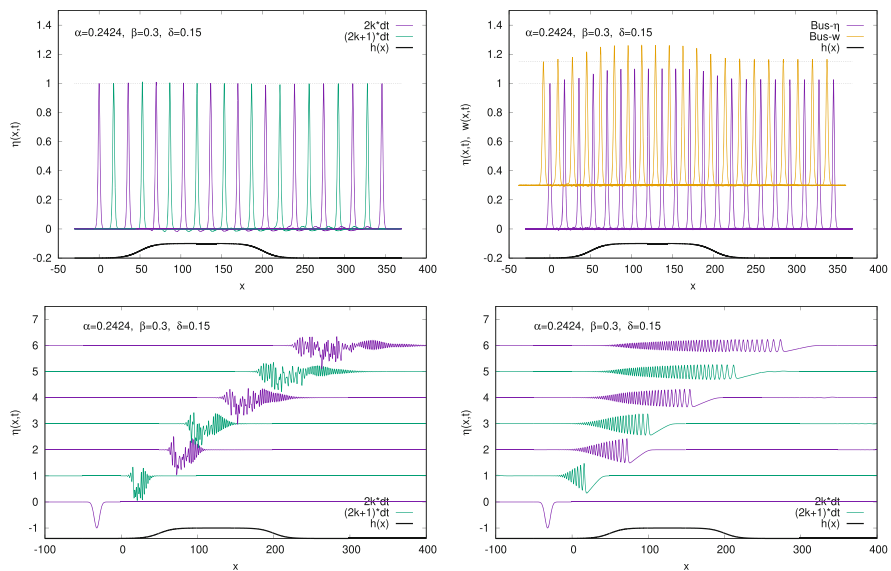 α=0.2424, β=0.3, δ=0.15
2k*dt
(2k+1)*dt
h(x)
η(x,t)
1.4
1.2
1
0.8
0.6
0.4
0.2
0
-0.2
-50
0
50
100
150
200
250
300
350
400
x
α=0.2424, β=0.3, δ=0.15
Bus-η
Bus-w
h(x)
η(x,t), w(x,t)
1.4
1.2
1
0.8
0.6
0.4
0.2
0
-0.2
-50
0
50
100
150
200
250
300
350
400
x
α=0.2424, β=0.3, δ=0.15
η(x,t)
7
6
5
4
3
2
1
0
-1
2k*dt
(2k+1)*dt
h(x)
-100
0
100
200
300
400
x
α=0.2424, β=0.3, δ=0.15
η(x,t)
7
6
5
4
3
2
1
0
-1
2k*dt
(2k+1)*dt
h(x)
-100
0
100
200
300
400
x